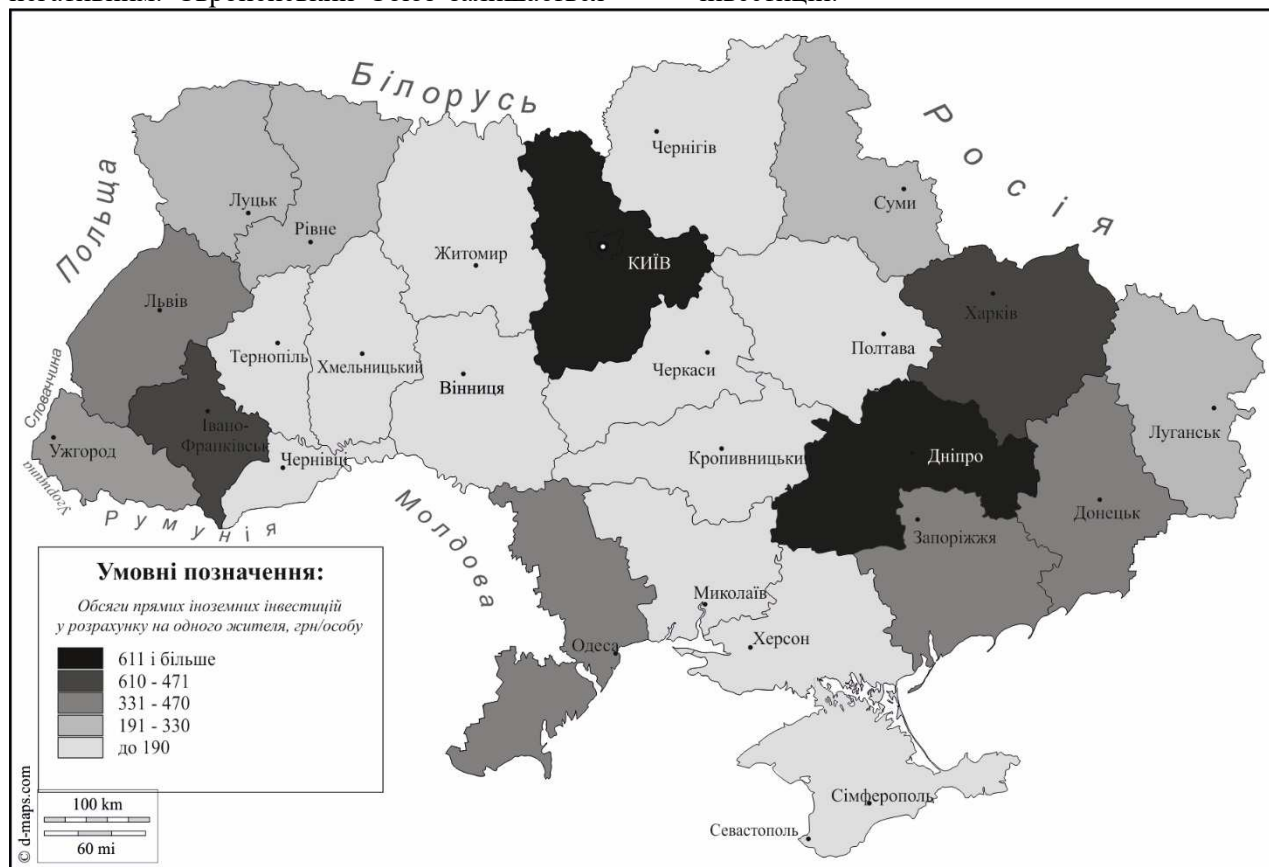 Білорусь
Росія
Польща
Словаччина
Угорщина
Румунія
Молдова
Чернігів
Луцьк
Суми
Рівне
Житомир
КИЇВ
Львів
Харків
Тернопіль
Хмельницький
Вінниця
Черкаси
Полтава
Івано-
Франківськ
Ужгород
Чернівці
Кропивницький
Дніпро
Луганськ
Донецьк
Запоріжжя
Миколаїв
Херсон
Одеса
Сімферополь
Севастополь
Умовні позначення:
Обсяги прямих іноземних інвестицій
у розрахунку на одного жителя, грн/особу
611 і більше
610 - 471
331 - 470
191 - 330
до 190
100 km
60 mi
© d-maps.com